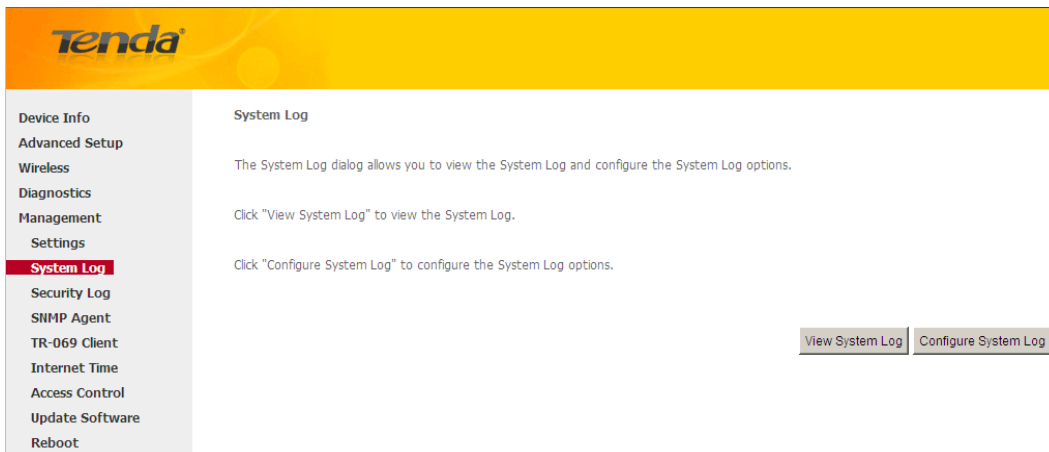 Tenda®
Device Info
Advanced Setup
Wireless
Diagnostics
Management
Settings
System Log
Security Log
SNMP Agent
TR-069 Client
Internet Time
Access Control
Update Software
Reboot
System Log
The System Log dialog allows you to view the System Log and configure the System Log options.
Click "View System Log" to view the System Log.
Click "Configure System Log" to configure the System Log options.
View System Log
Configure System Log